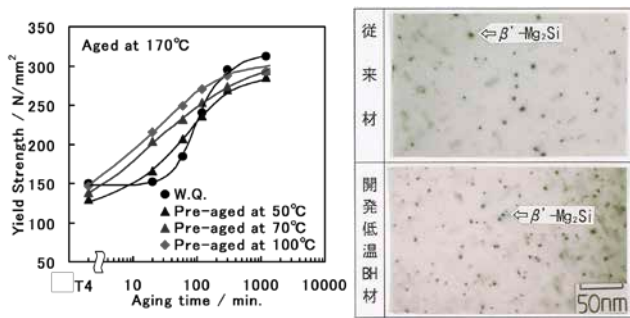 Aged at 170℃
Yield Strength / N/mm²
350
300
250
200
150
100
50
W.Q.
Pre-aged at 50℃
Pre-aged at 70℃
Pre-aged at 100℃
T4
10
100
1000
10000
Aging time / min.
従来材
β'-Mg₂Si
開発低温BH材
β'-Mg₂Si
50nm